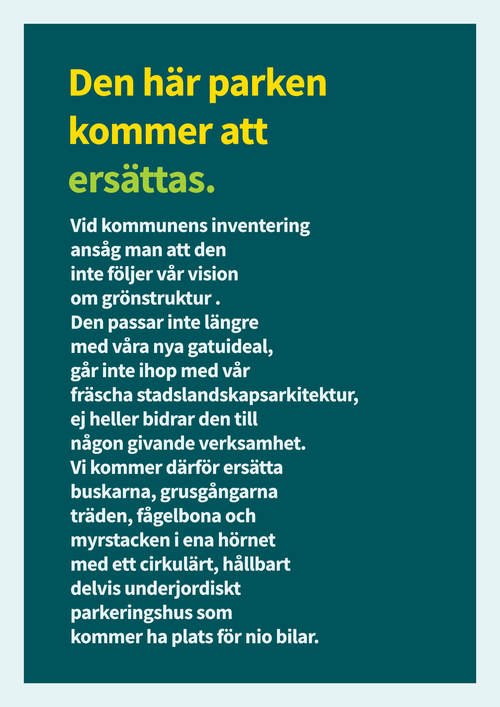 Den här parken
kommer att
ersättas.
Vid kommunens inventering
ansåg man att den
inte följer vår vision
om grönstruktur .
Den passar inte längre
med våra nya gatuideal,
går inte ihop med vår
fräscha stadslandskapsarkitektur,
ej heller bidrar den till
någon givande verksamhet.
Vi kommer därför ersätta
buskarna, grusgångarna
träden, fågelbona och
myrstacken i ena hörnet
med ett cirkulärt, hållbart
delvis underjordiskt
parkeringshus som
kommer ha plats för nio bilar.